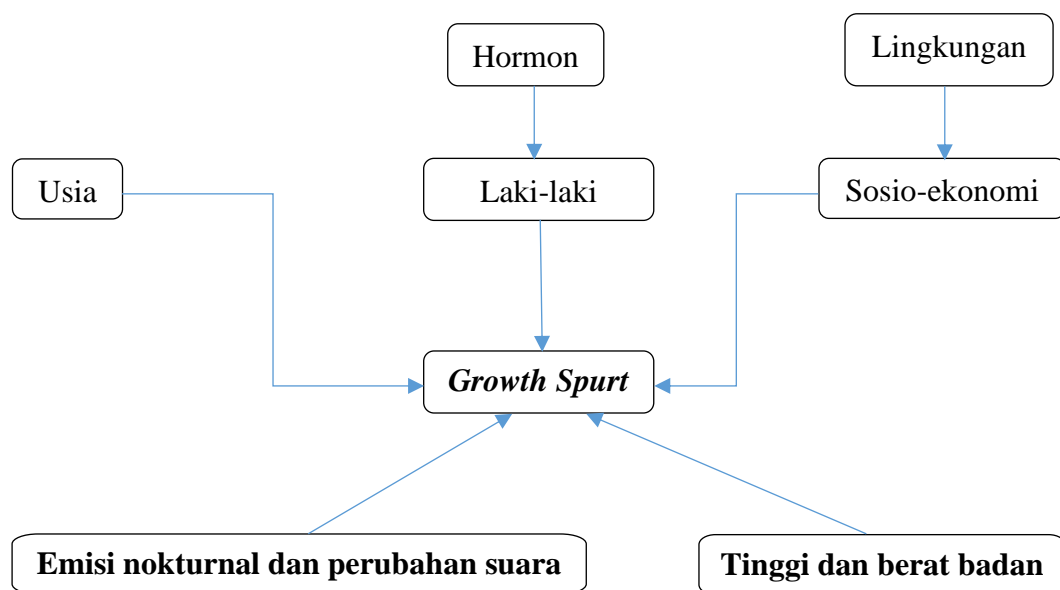 Hormon
Lingkungan
Usia
Laki-laki
Sosio-ekonomi
Growth Spurt
Emisi nokturnal dan perubahan suara
Tinggi dan berat badan